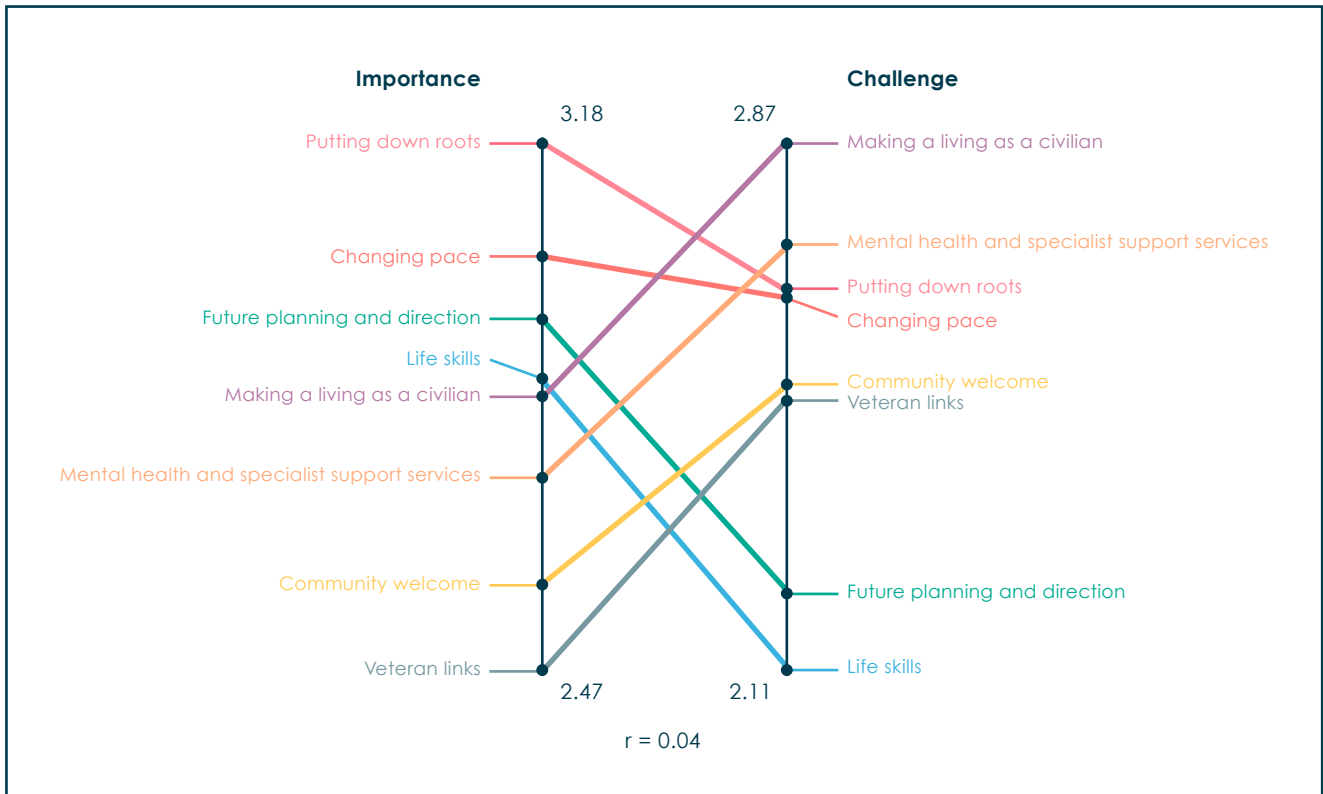 Importance
3.18
Putting down roots
Changing pace
Future planning and direction
Life skills
Making a living as a civilian
Mental health and specialist support services
Community welcome
Veteran links
2.47
Challenge
2.87
Making a living as a civilian
Mental health and specialist support services
Putting down roots
Changing pace
Community welcome
Veteran links
Future planning and direction
Life skills
2.11
r = 0.04